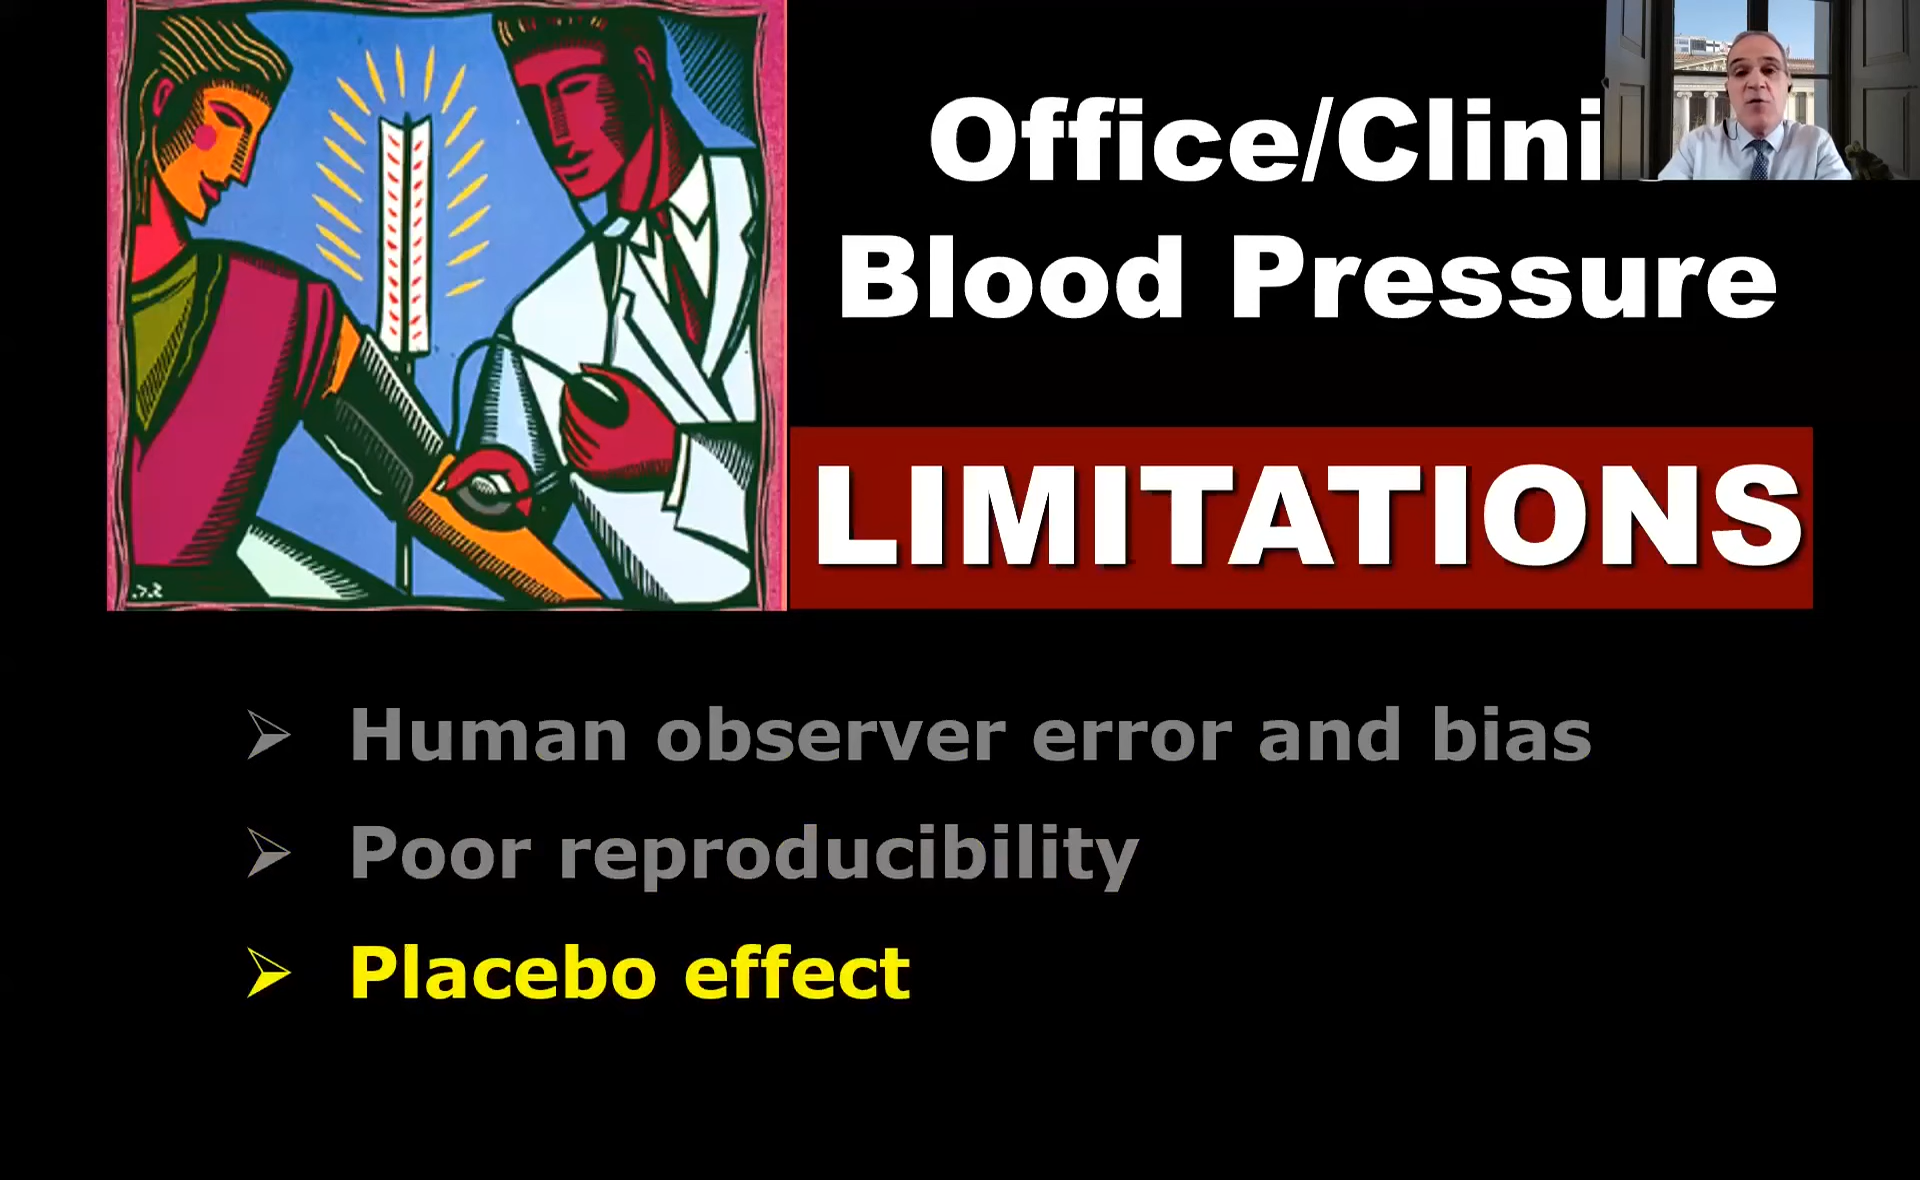 Office/Clini
Blood Pressure
LIMITATIONS
➢ Human observer error and bias
➢ Poor reproducibility
➢ Placebo effect